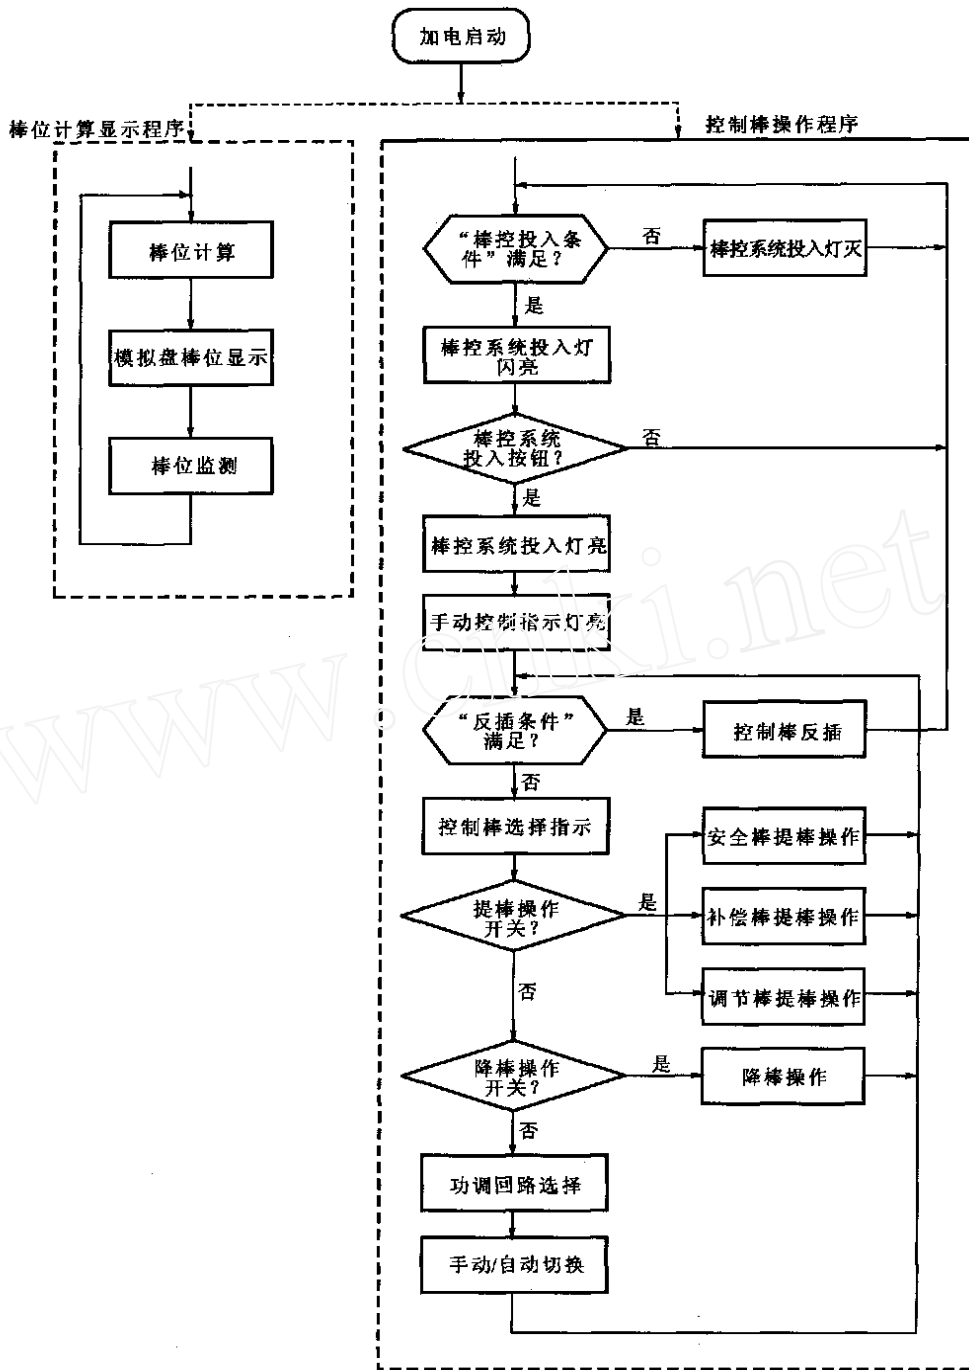 加电启动
棒位计算显示程序
控制棒操作程序
棒位计算
模拟盘棒位显示
棒位监测
“棒控投入条
件”满足?
否
棒控系统投入灯灭
是
棒控系统投入灯
闪亮
棒控系统
投入按钮?
否
是
棒控系统投入灯亮
手动控制指示灯亮
“反插条件”
满足?
是
控制棒反插
否
控制棒选择指示
安全棒提棒操作
提棒操作
开关?
是
补偿棒提棒操作
调节棒提棒操作
否
降棒操作
开关?
是
降棒操作
否
功调回路选择
手动/自动切换
www.cnki.net